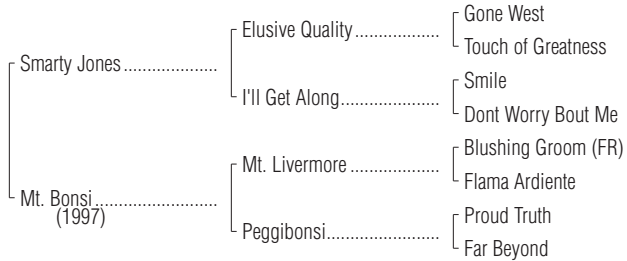 Gone West
Elusive Quality..................
Touch of Greatness
Smarty Jones....................
Smile
I'll Get Along.....................
Dont Worry Bout Me
Blushing Groom (FR)
Mt. Livermore....................
Flama Ardiente
Mt. Bonsi..........................
(1997)
Proud Truth
Peggibonsi........................
Far Beyond